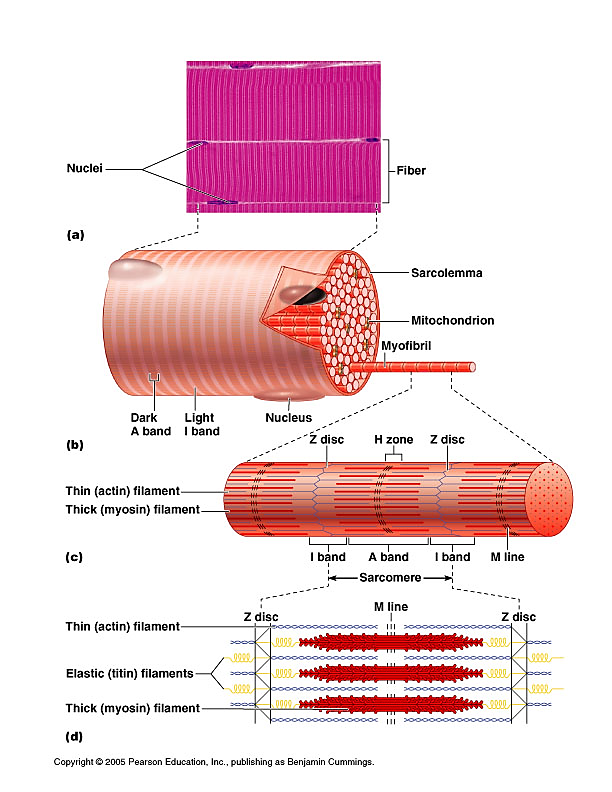 Nuclei
Fiber
(a)
Sarcolemma
Mitochondrion
Myofibril
Dark
A band
Light
I band
Nucleus
(b)
Z disc
H zone
Z disc
Thin (actin) filament
Thick (myosin) filament
(c)
I band
A band
I band
M line
Sarcomere
M line
Z disc
Z disc
Thin (actin) filament
Elastic (titin) filaments
Thick (myosin) filament
(d)
Copyright © 2005 Pearson Education, Inc., publishing as Benjamin Cummings.